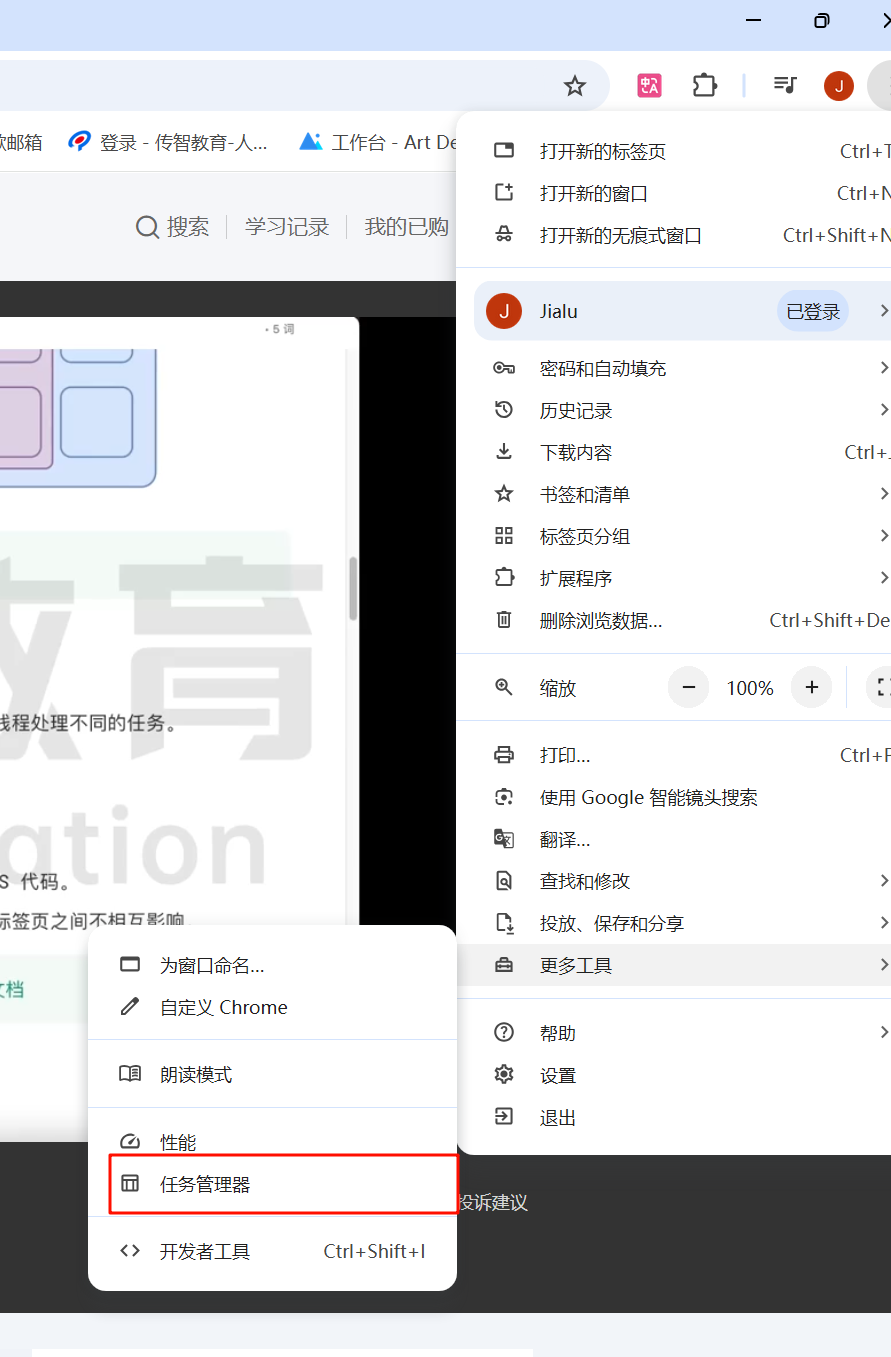 软邮箱
登录 - 传智教育-人...
工作台 - Art De
搜索
学习记录
我的已购
• 5 词
教育
ation
线程处理不同的任务。
S 代码。
标签页之间不相互影响
文档
投诉建议
J
打开新的标签页 Ctrl+T
打开新的窗口 Ctrl+N
打开新的无痕式窗口 Ctrl+Shift+N
J Jialu 已登录
密码和自动填充
历史记录
下载内容 Ctrl+J
书签和清单
标签页分组
扩展程序
删除浏览数据... Ctrl+Shift+De
缩放 − 100% +
打印... Ctrl+P
使用 Google 智能镜头搜索
翻译...
查找和修改
投放、保存和分享
更多工具
帮助
设置
退出
为窗口命名...
自定义 Chrome
朗读模式
性能
任务管理器
开发者工具 Ctrl+Shift+I